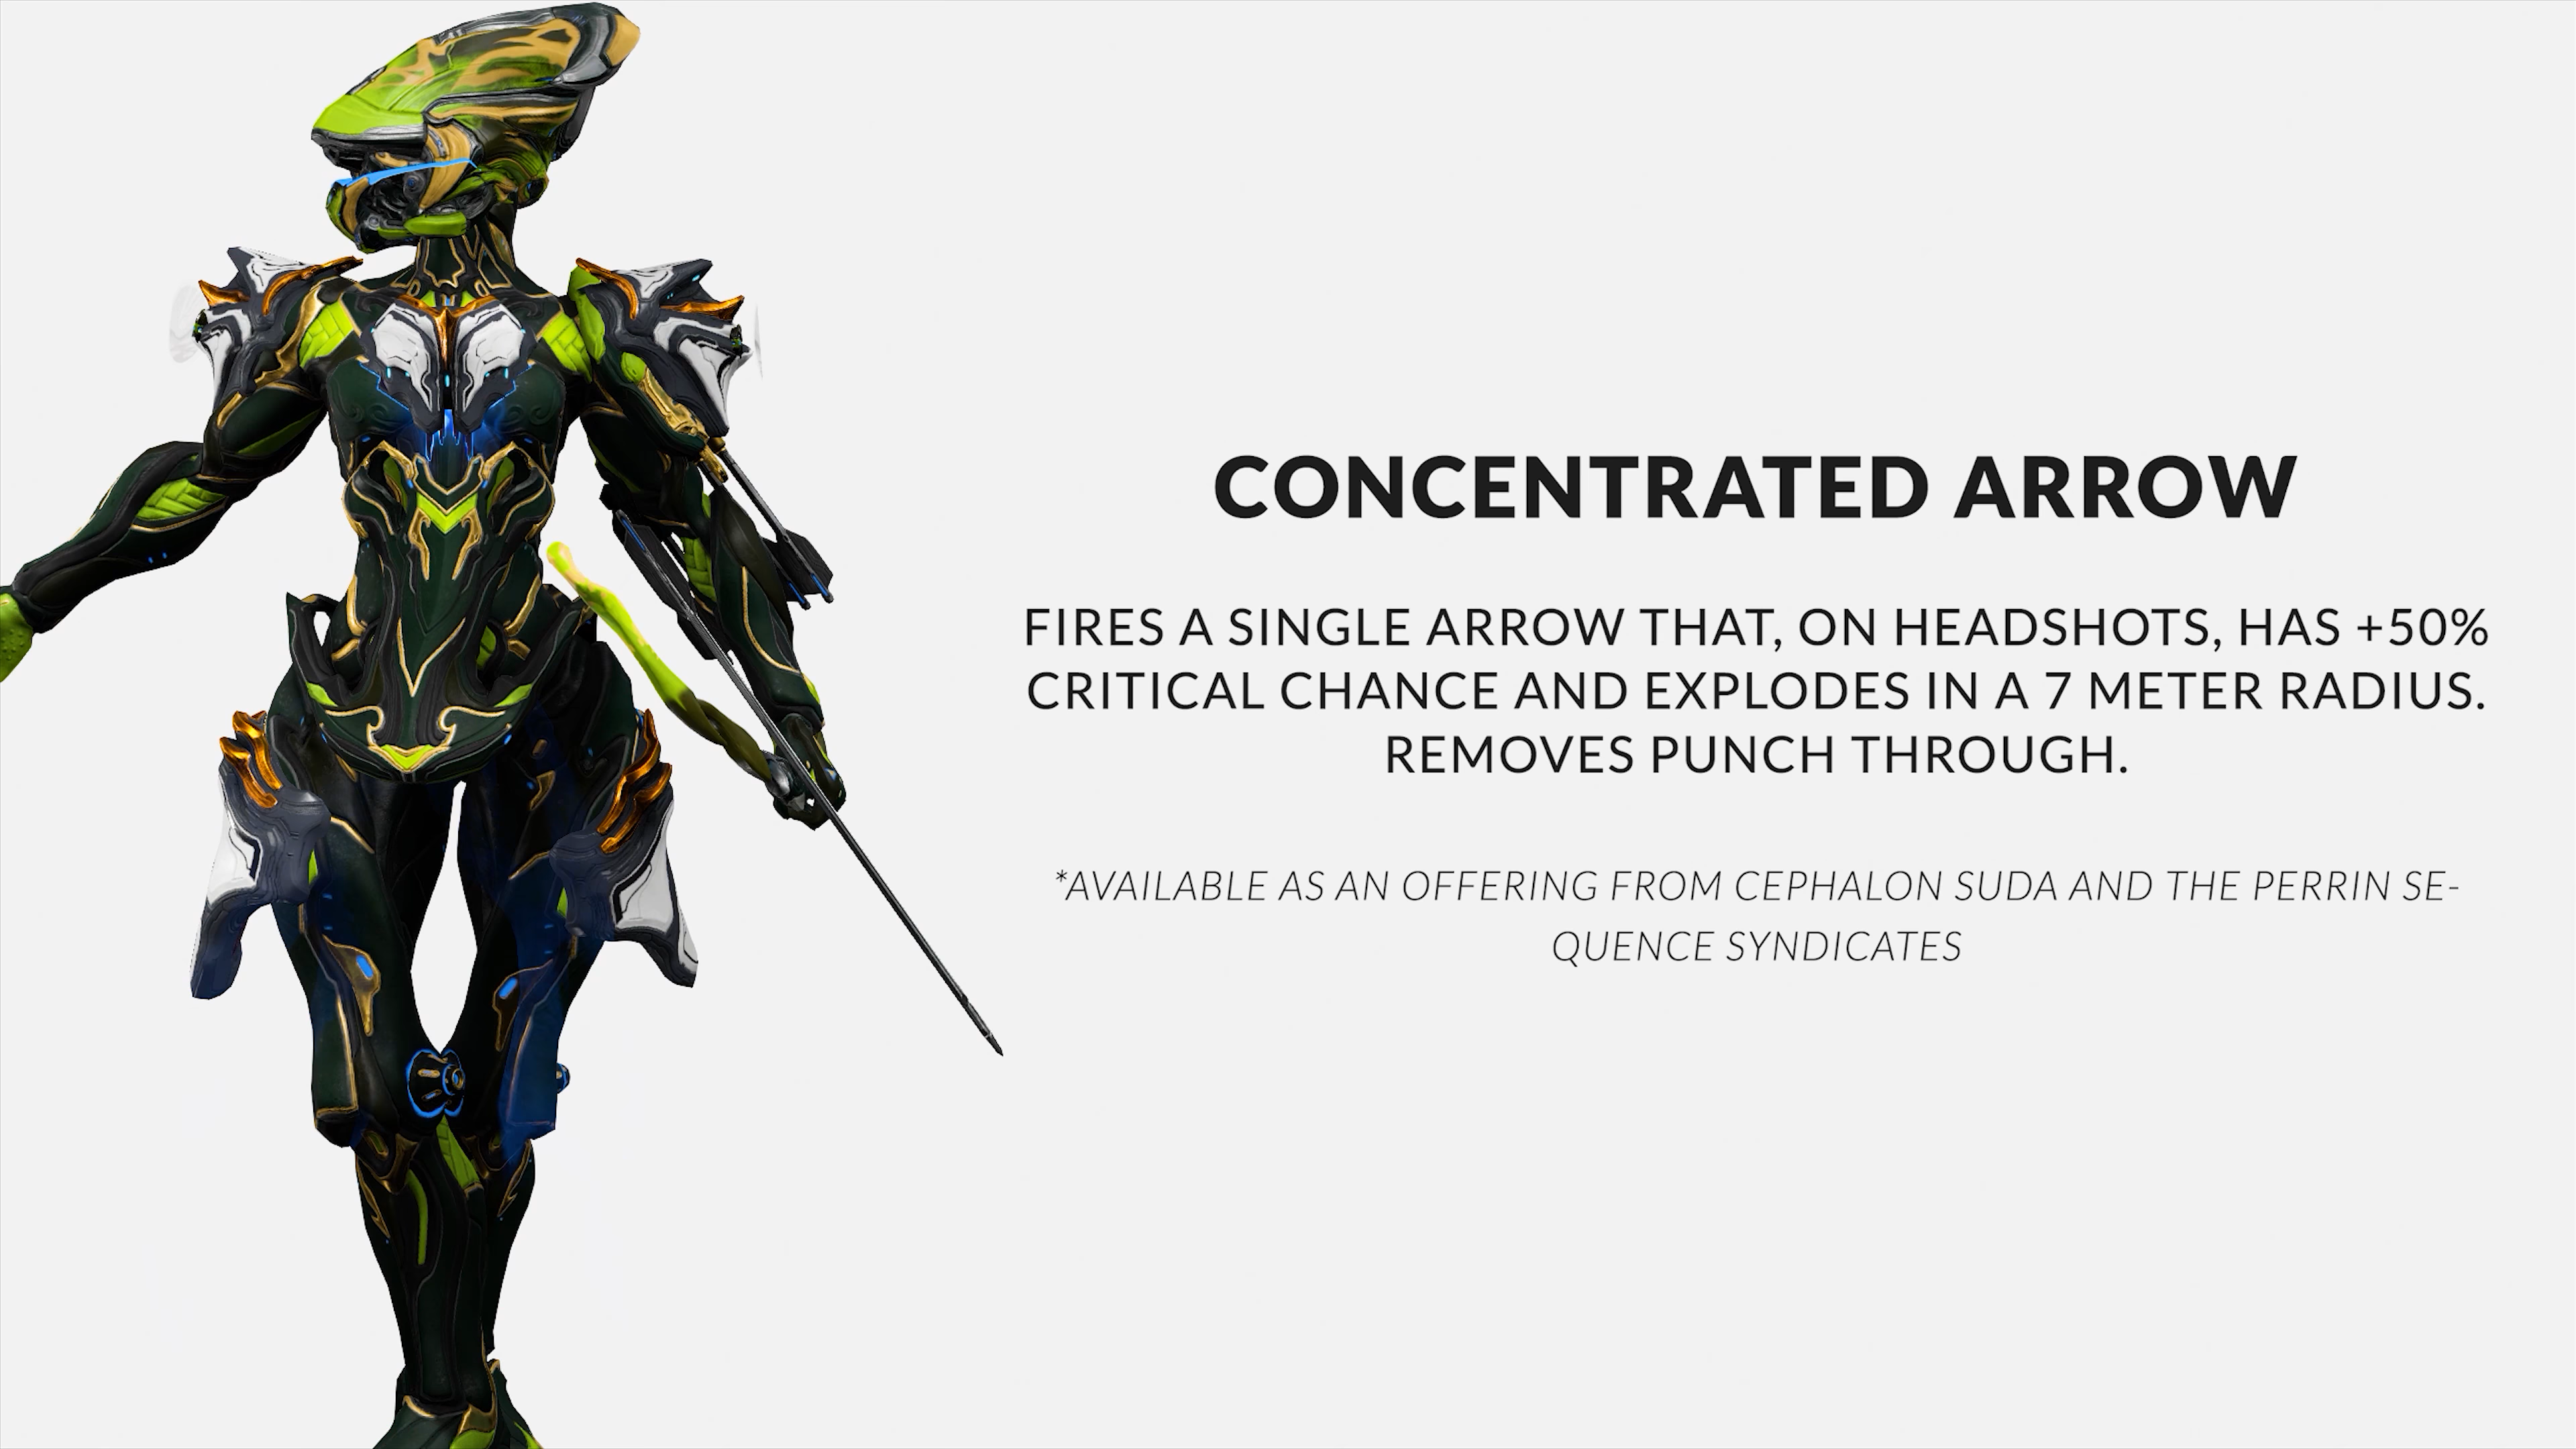 CONCENTRATED ARROW
FIRES A SINGLE ARROW THAT, ON HEADSHOTS, HAS +50%
CRITICAL CHANCE AND EXPLODES IN A 7 METER RADIUS.
REMOVES PUNCH THROUGH.
*AVAILABLE AS AN OFFERING FROM CEPHALON SUDA AND THE PERRIN SE-
QUENCE SYNDICATES